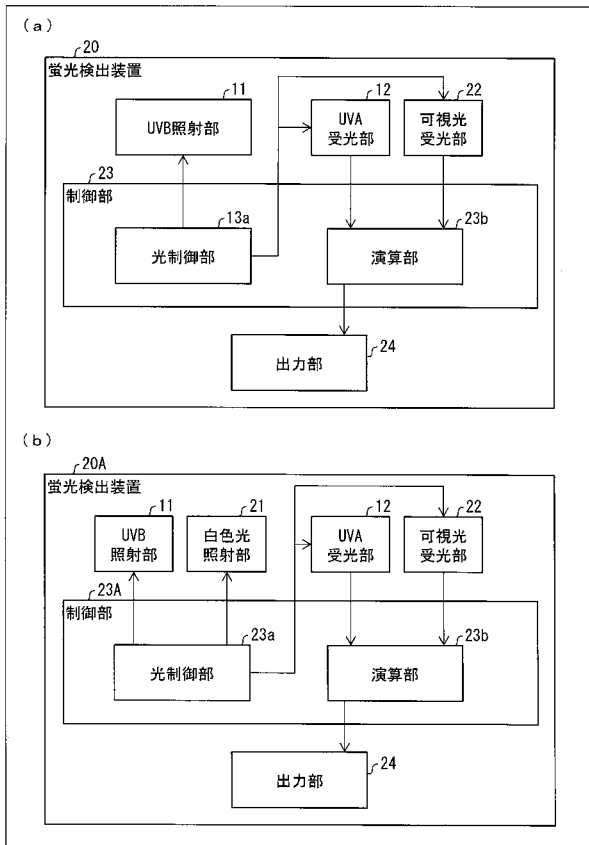 (a)
20
蛍光検出装置
11
UVB照射部
12
UVA
受光部
22
可視光
受光部
23
制御部
13a
光制御部
23b
演算部
24
出力部
(b)
20A
蛍光検出装置
11
UVB
照射部
21
白色光
照射部
12
UVA
受光部
22
可視光
受光部
23A
制御部
23a
光制御部
23b
演算部
24
出力部